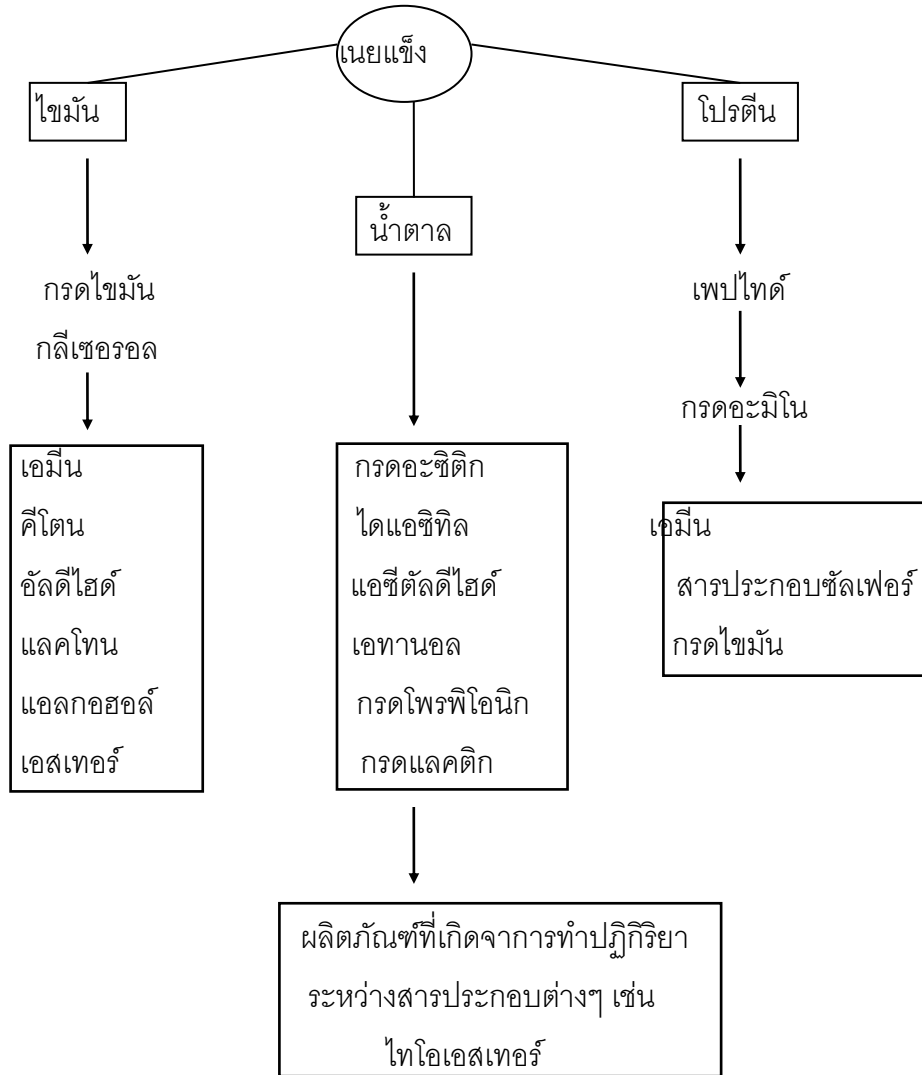 เนยแข็ง
ไขมัน
โปรตีน
น้ำตาล
กรดไขมัน
กลีเซอรอล
เพปไทด์
กรดอะมิโน
เอมีน
คีโตน
อัลดีไฮด์
แลคโทน
แอลกอฮอล์
เอสเทอร์
กรดอะซิติก
ไดแอซิทิล
แอซีตัลดีไฮด์
เอทานอล
กรดโพรพิโอนิก
กรดแลคติก
เอมีน
สารประกอบซัลเฟอร์
กรดไขมัน
ผลิตภัณฑ์ที่เกิดจาการทำปฏิกิริยา
ระหว่างสารประกอบต่างๆ เช่น
ไทโอเอสเทอร์